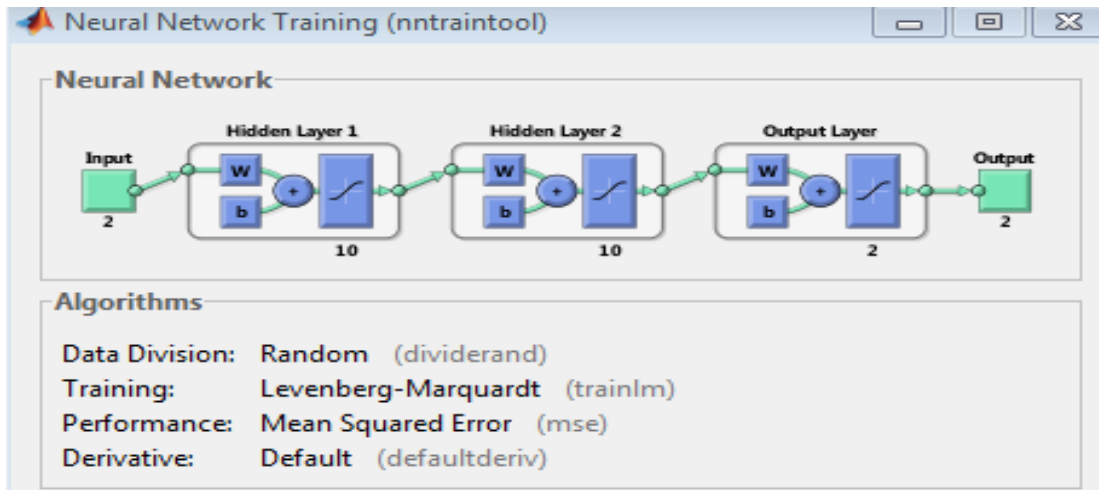 Neural Network Training (nntraintool)
Neural Network
Hidden Layer 1 Hidden Layer 2 Output Layer
Input Output
W W W
+ + +
b b b
2 2
10 10 2
Algorithms
Data Division: Random (dividerand)
Training: Levenberg-Marquardt (trainlm)
Performance: Mean Squared Error (mse)
Derivative: Default (defaultderiv)